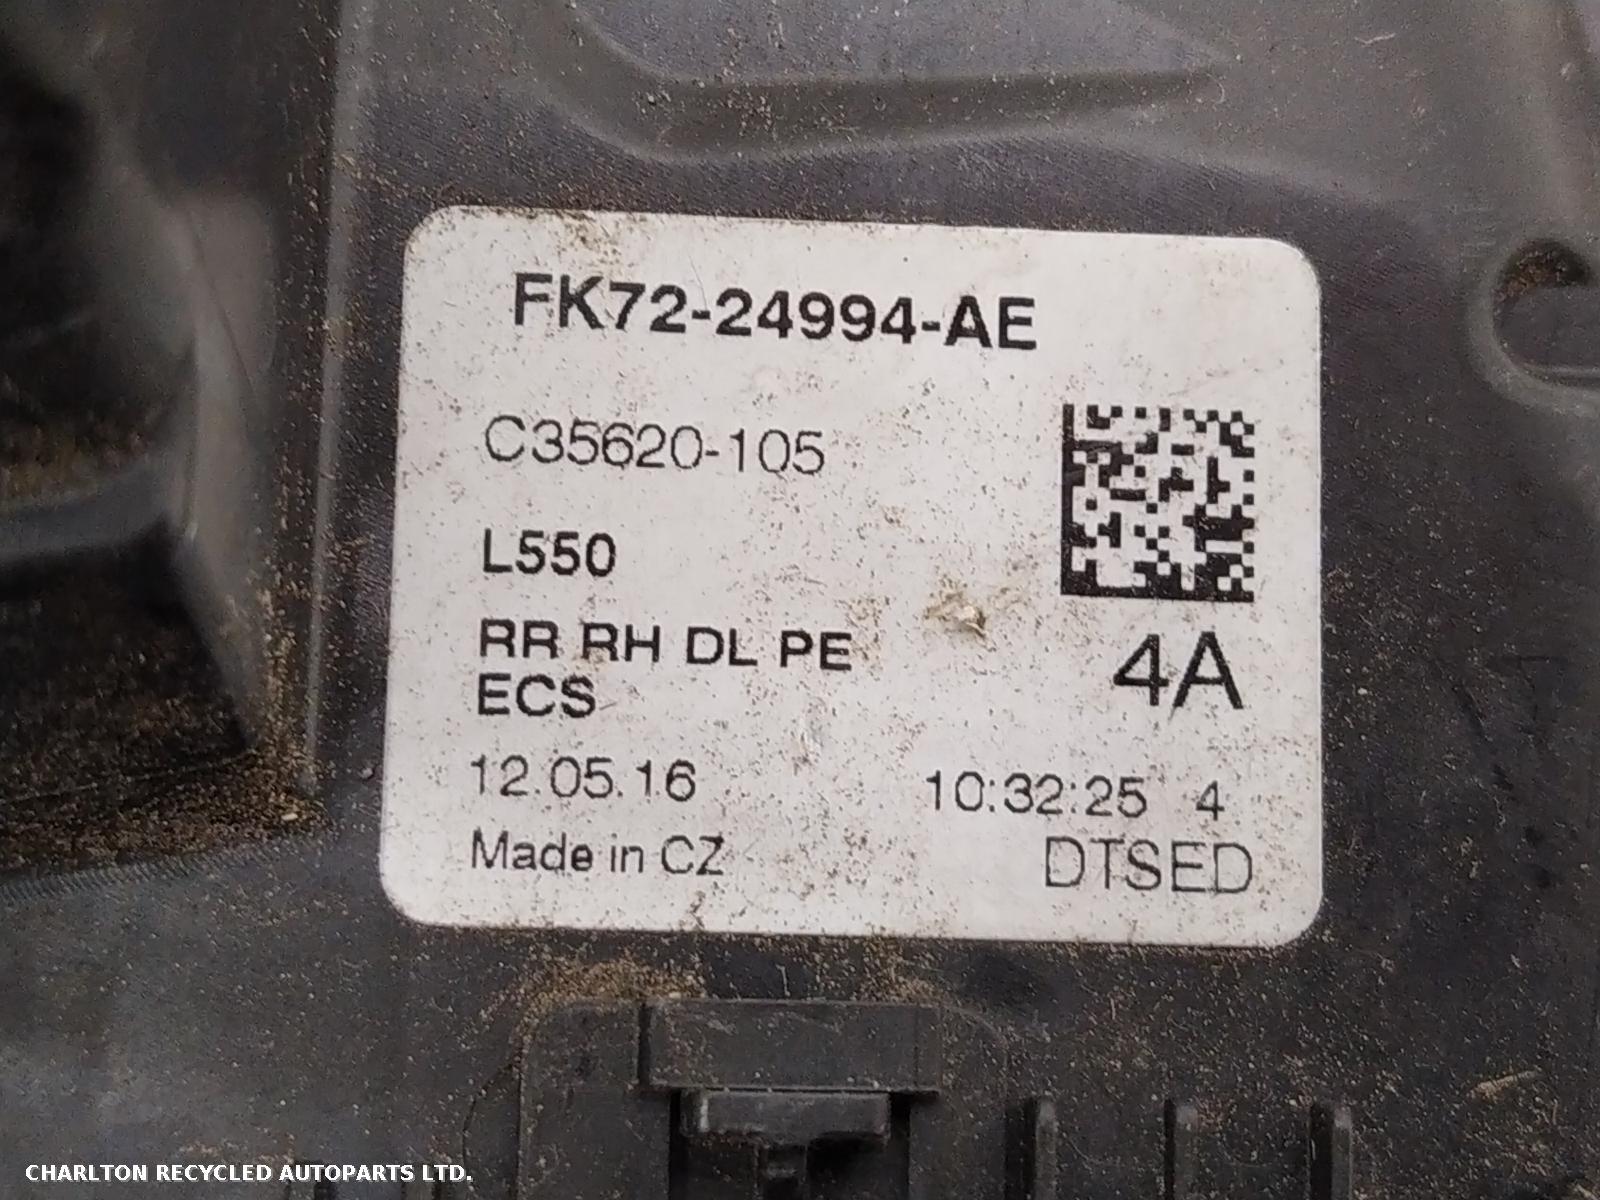 FK72-24994-AE
C35620-105
L550
RR RH DL PE
4A
ECS
12.05.16 10:32:25 4
Made in CZ DTSED
CHARLTON RECYCLED AUTOPARTS LTD.